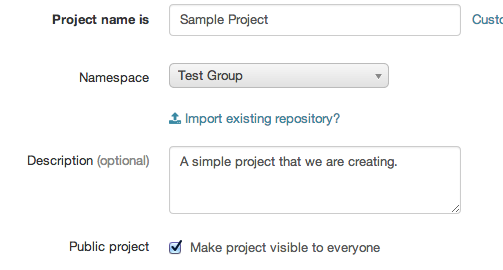 Project name is Sample Project Custo
Namespace Test Group
Import existing repository?
Description (optional) A simple project that we are creating.
Public project Make project visible to everyone